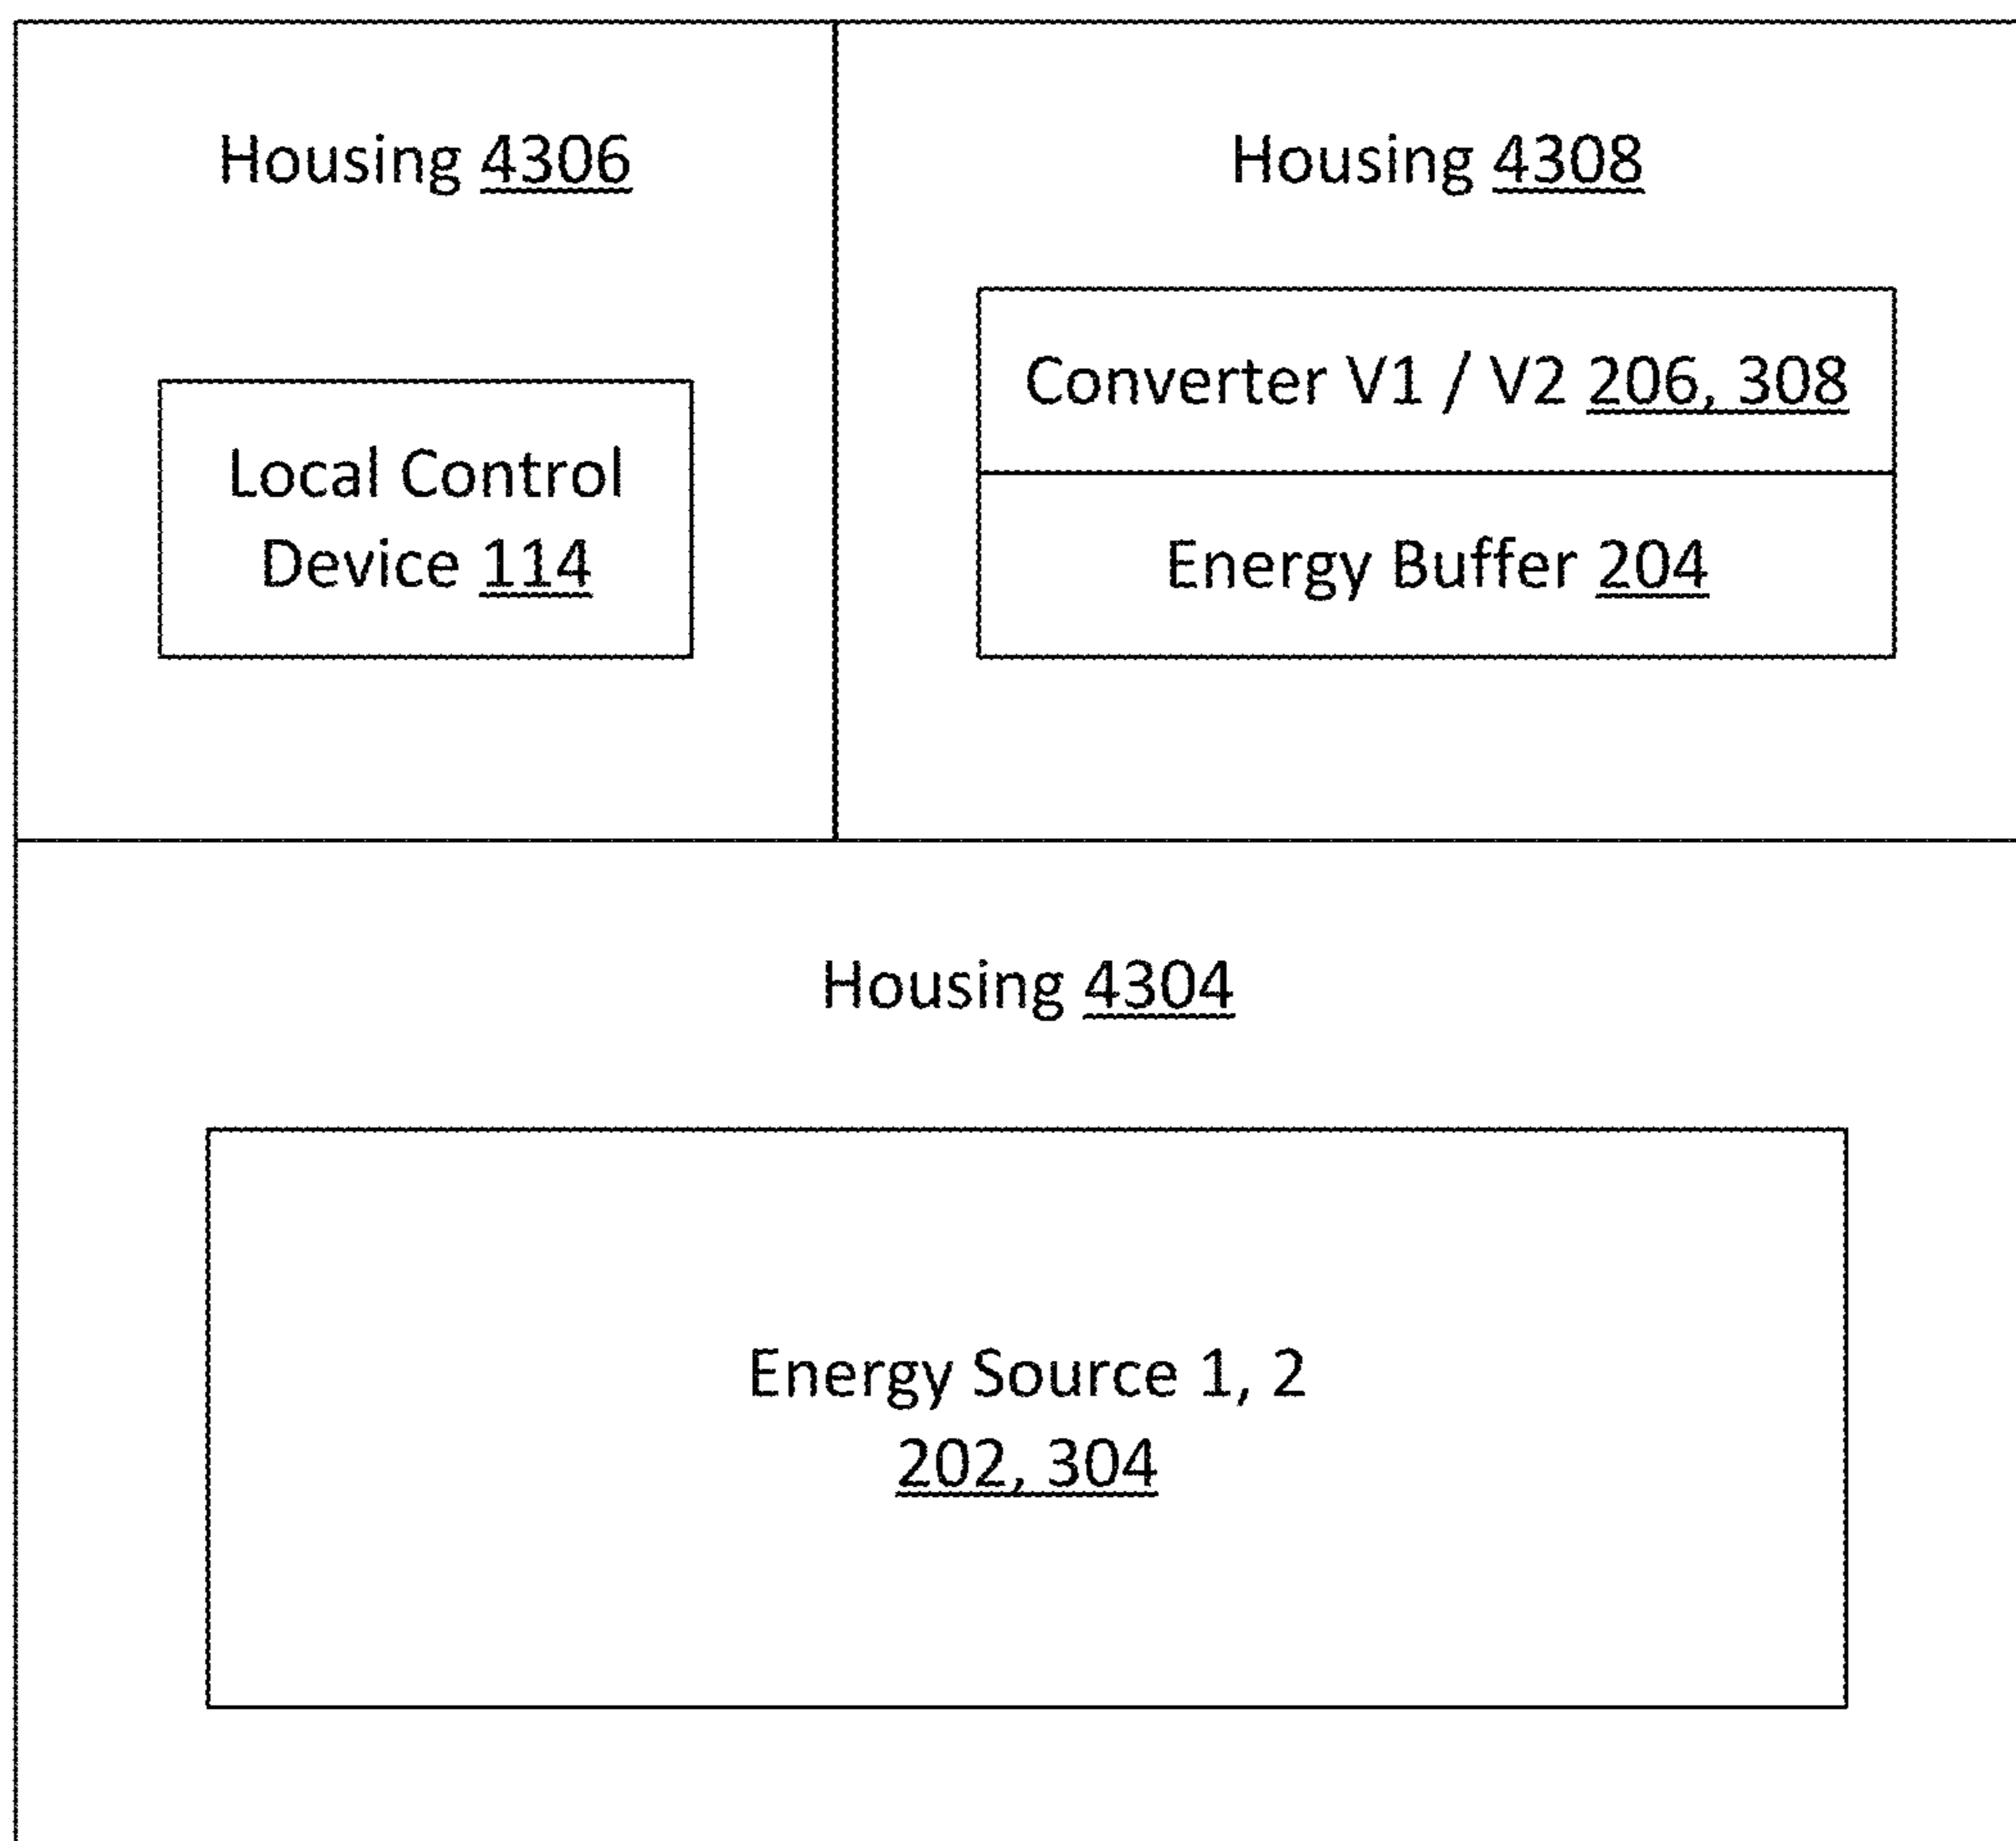 Housing 4306
Local Control
Device 114
Housing 4308
Converter V1 / V2 206, 308
Energy Buffer 204
Housing 4304
Energy Source 1, 2
202, 304